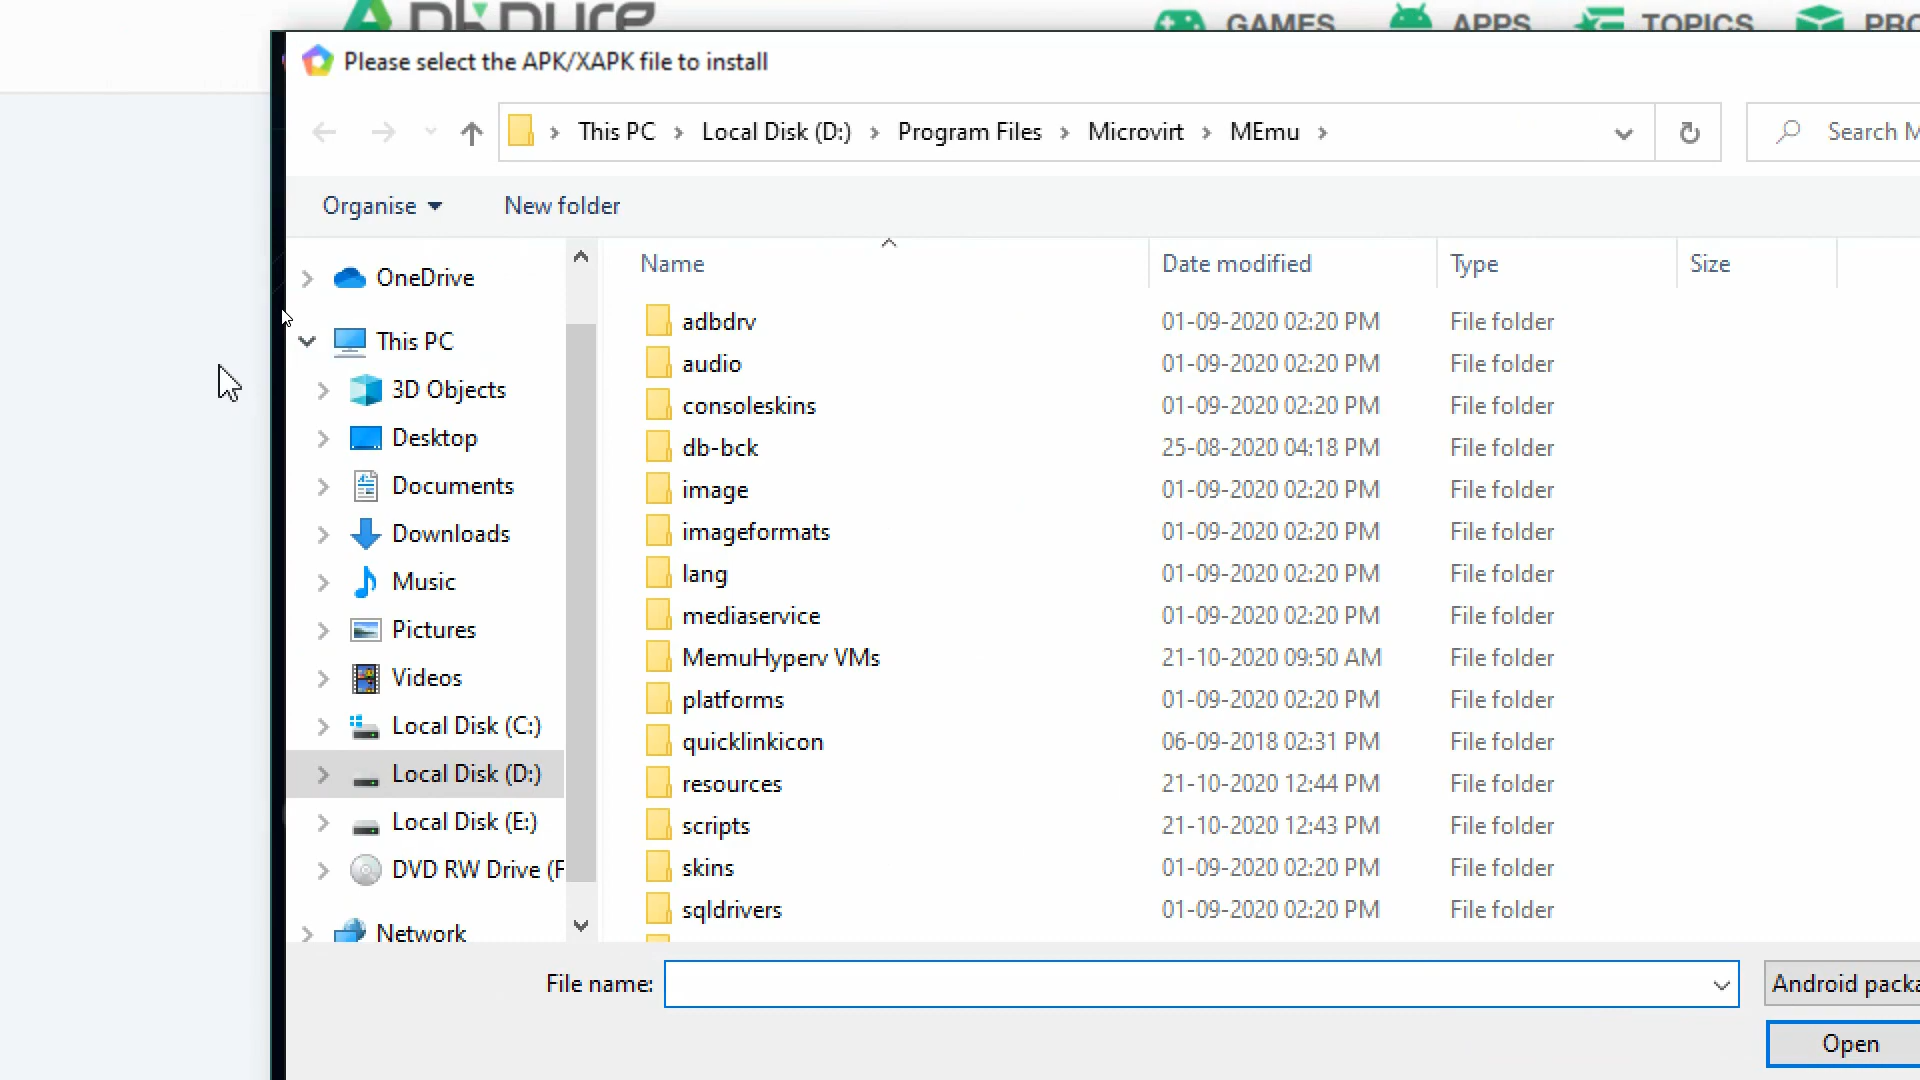 ApkPure
GAMES APPS TOPICS
Please select the APK/XAPK file to install
This PC Local Disk (D:) Program Files Microvirt MEmu
Search M
Organise New folder
Name Date modified Type Size
OneDrive
This PC
3D Objects
Desktop
Documents
Downloads
Music
Pictures
Videos
Local Disk (C:)
Local Disk (D:)
Local Disk (E:)
DVD RW Drive (F
Network
adbdrv 01-09-2020 02:20 PM File folder
audio 01-09-2020 02:20 PM File folder
consoleskins 01-09-2020 02:20 PM File folder
db-bck 25-08-2020 04:18 PM File folder
image 01-09-2020 02:20 PM File folder
imageformats 01-09-2020 02:20 PM File folder
lang 01-09-2020 02:20 PM File folder
mediaservice 01-09-2020 02:20 PM File folder
MemuHyperv VMs 21-10-2020 09:50 AM File folder
platforms 01-09-2020 02:20 PM File folder
quicklinkicon 06-09-2018 02:31 PM File folder
resources 21-10-2020 12:44 PM File folder
scripts 21-10-2020 12:43 PM File folder
skins 01-09-2020 02:20 PM File folder
sqldrivers 01-09-2020 02:20 PM File folder
File name:
Android packa
Open